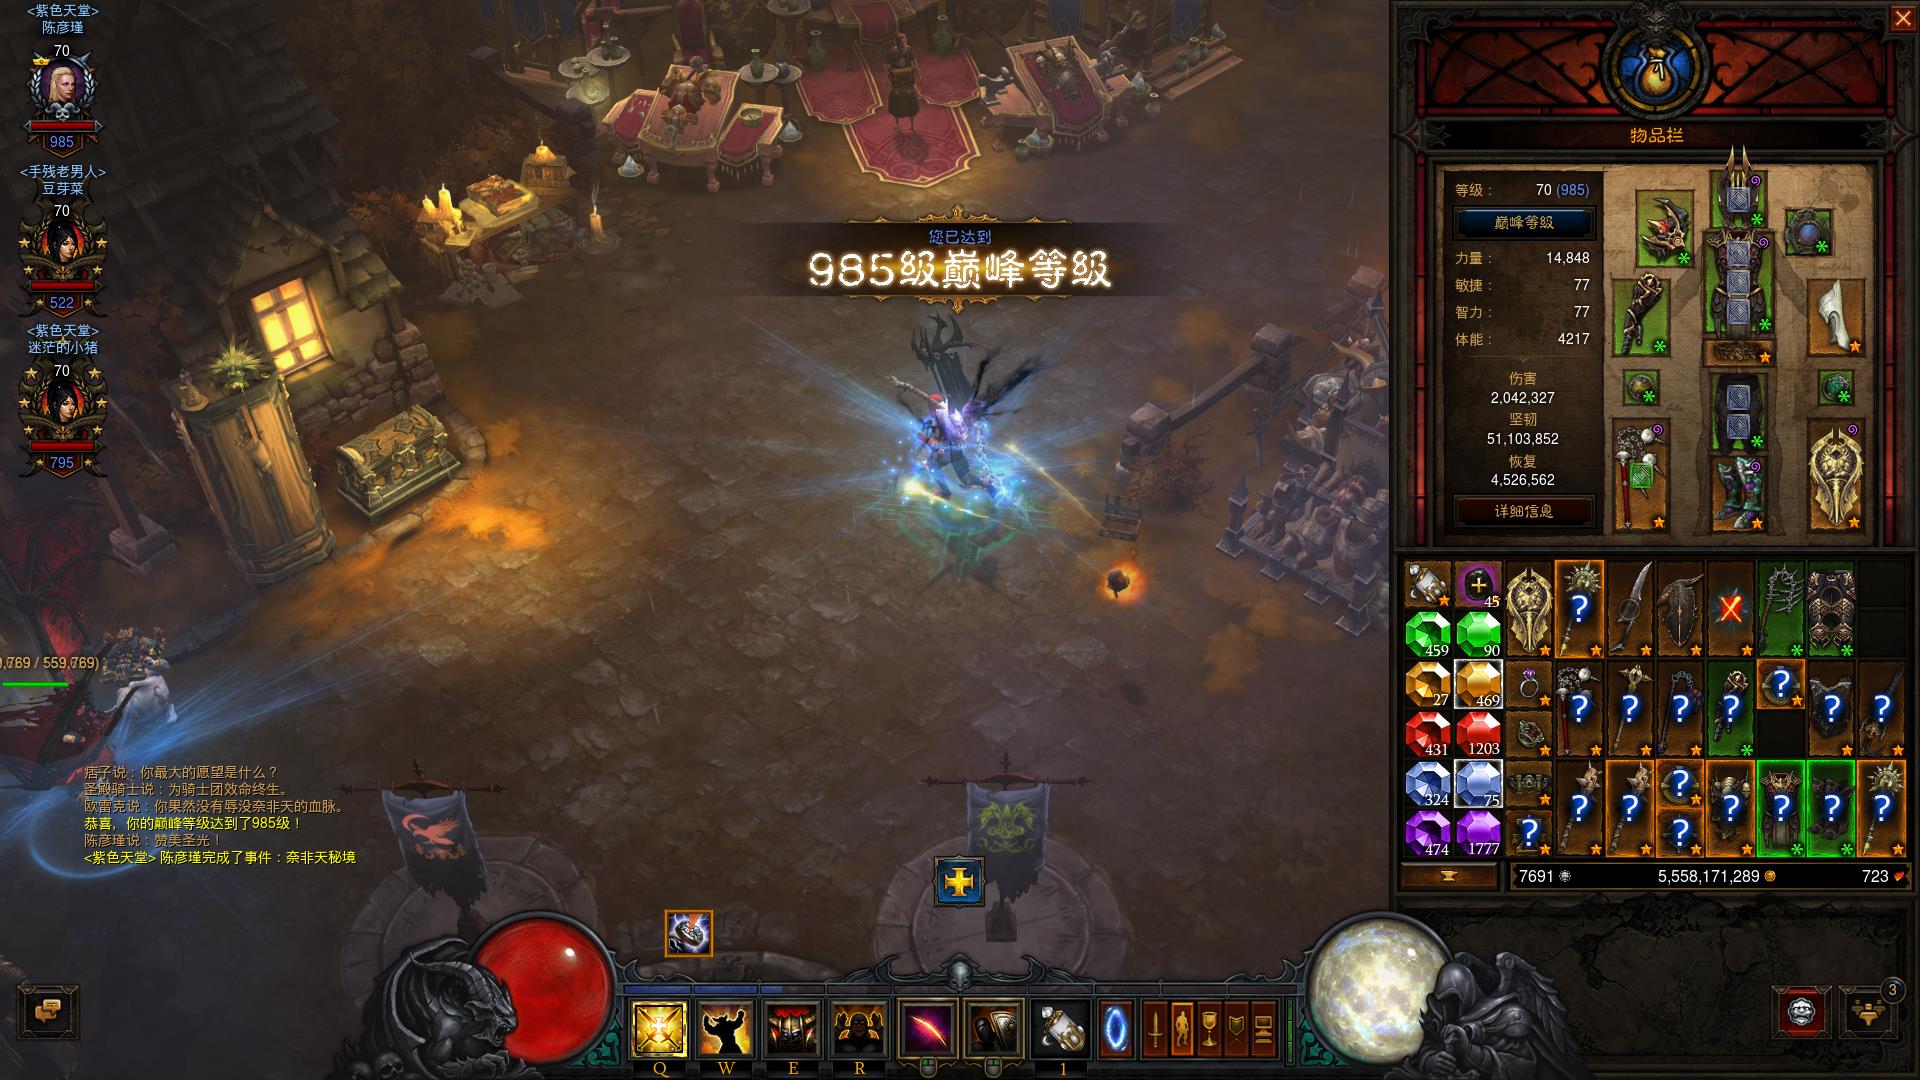 <紫色天堂>
陈彦瑾
70
985
<手残老男人>
豆芽菜
70
522
<紫色天堂>
迷茫的小猪
70
795
您已达到
985级巅峰等级
9,769 / 559,769)
痞子说：你最大的愿望是什么？
圣殿骑士说：为骑士团效命终生。
欧雷克说：你果然没有辱没奈非天的血脉。
恭喜，你的巅峰等级达到了985级！
陈彦瑾说：赞美圣光！
<紫色天堂> 陈彦瑾完成了事件：奈非天秘境
Q
W
E
R
1
物品栏
等级： 70 (985)
巅峰等级
力量： 14,848
敏捷： 77
智力： 77
体能： 4217
伤害
2,042,327
坚韧
51,103,852
恢复
4,526,562
详细信息
45
459
90
27
469
431
1203
324
75
474
1777
? ? ? ? ? ? ?
? ? ? ? ? ? ? ? ?
7691
5,558,171,289
723
3